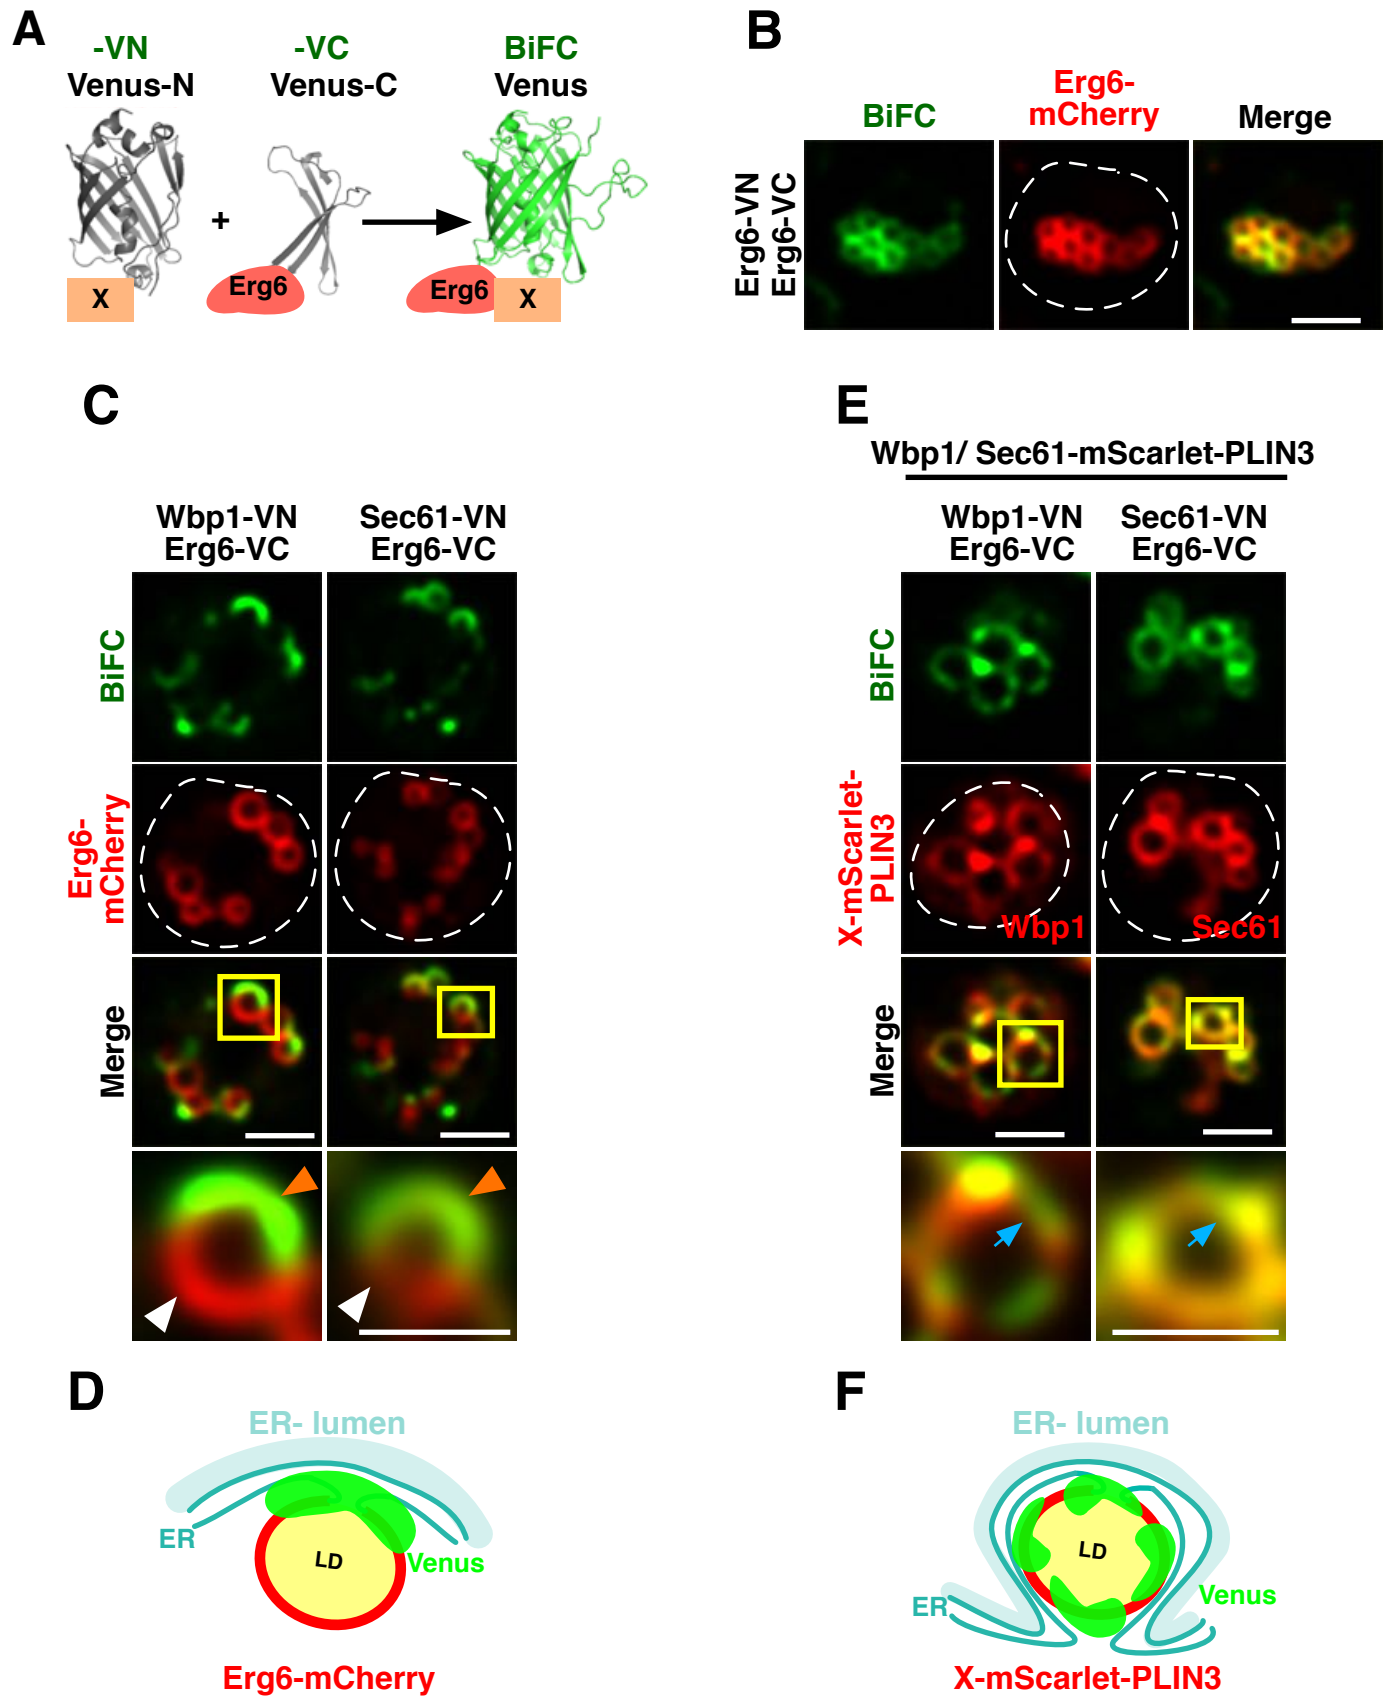 A
-VN
Venus-N
-VC
Venus-C
BiFC
Venus
+
X
Erg6
Erg6
X
B
BiFC
Erg6-
mCherry
Merge
Erg6-VN
Erg6-VC
C
Wbp1-VN
Erg6-VC
Sec61-VN
Erg6-VC
BiFC
Erg6-
mCherry
Merge
E
Wbp1/ Sec61-mScarlet-PLIN3
Wbp1-VN
Erg6-VC
Sec61-VN
Erg6-VC
BiFC
X-mScarlet-
PLIN3
Wbp1
Sec61
Merge
D
ER- lumen
ER
LD
Venus
Erg6-mCherry
F
ER- lumen
LD
ER
Venus
X-mScarlet-PLIN3